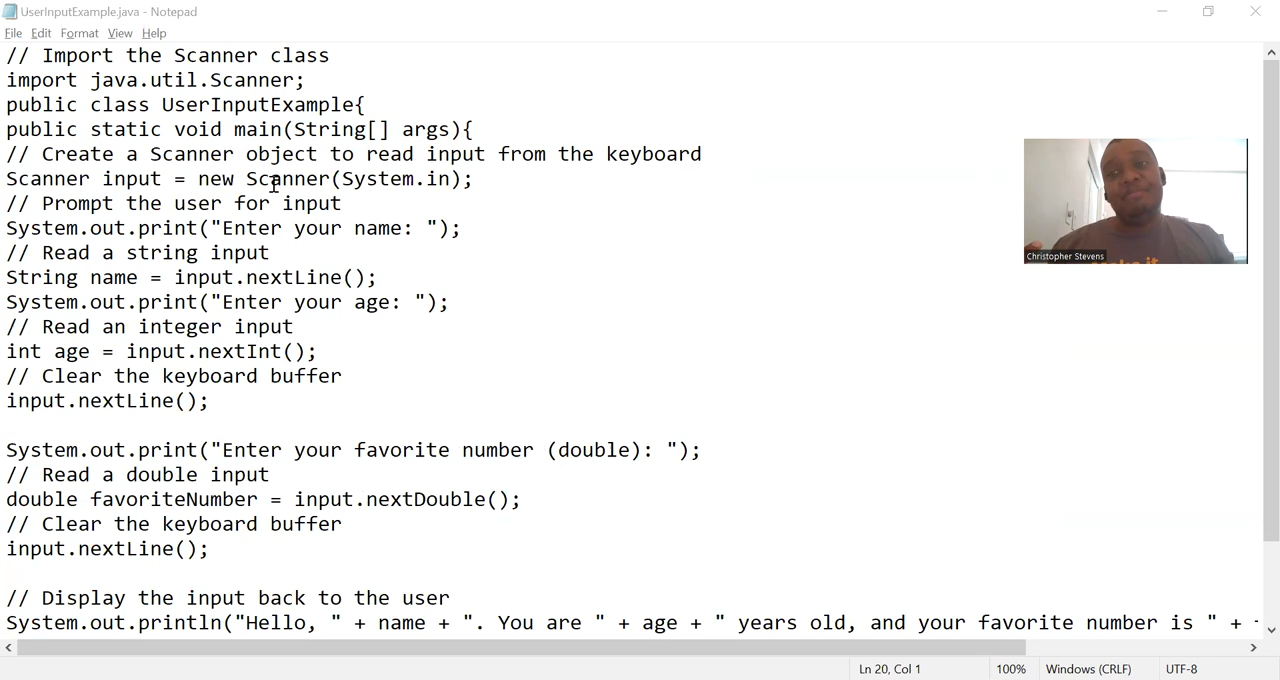 UserInputExample.java - Notepad
File Edit Format View Help
// Import the Scanner class
import java.util.Scanner;
public class UserInputExample{
public static void main(String[] args){
// Create a Scanner object to read input from the keyboard
Scanner input = new Scanner(System.in);
// Prompt the user for input
System.out.print("Enter your name: ");
// Read a string input
String name = input.nextLine();
System.out.print("Enter your age: ");
// Read an integer input
int age = input.nextInt();
// Clear the keyboard buffer
input.nextLine();
System.out.print("Enter your favorite number (double): ");
// Read a double input
double favoriteNumber = input.nextDouble();
// Clear the keyboard buffer
input.nextLine();
// Display the input back to the user
System.out.println("Hello, " + name + ". You are " + age + " years old, and your favorite number is " +
Christopher Stevens
Ln 20, Col 1
100%
Windows (CRLF)
UTF-8